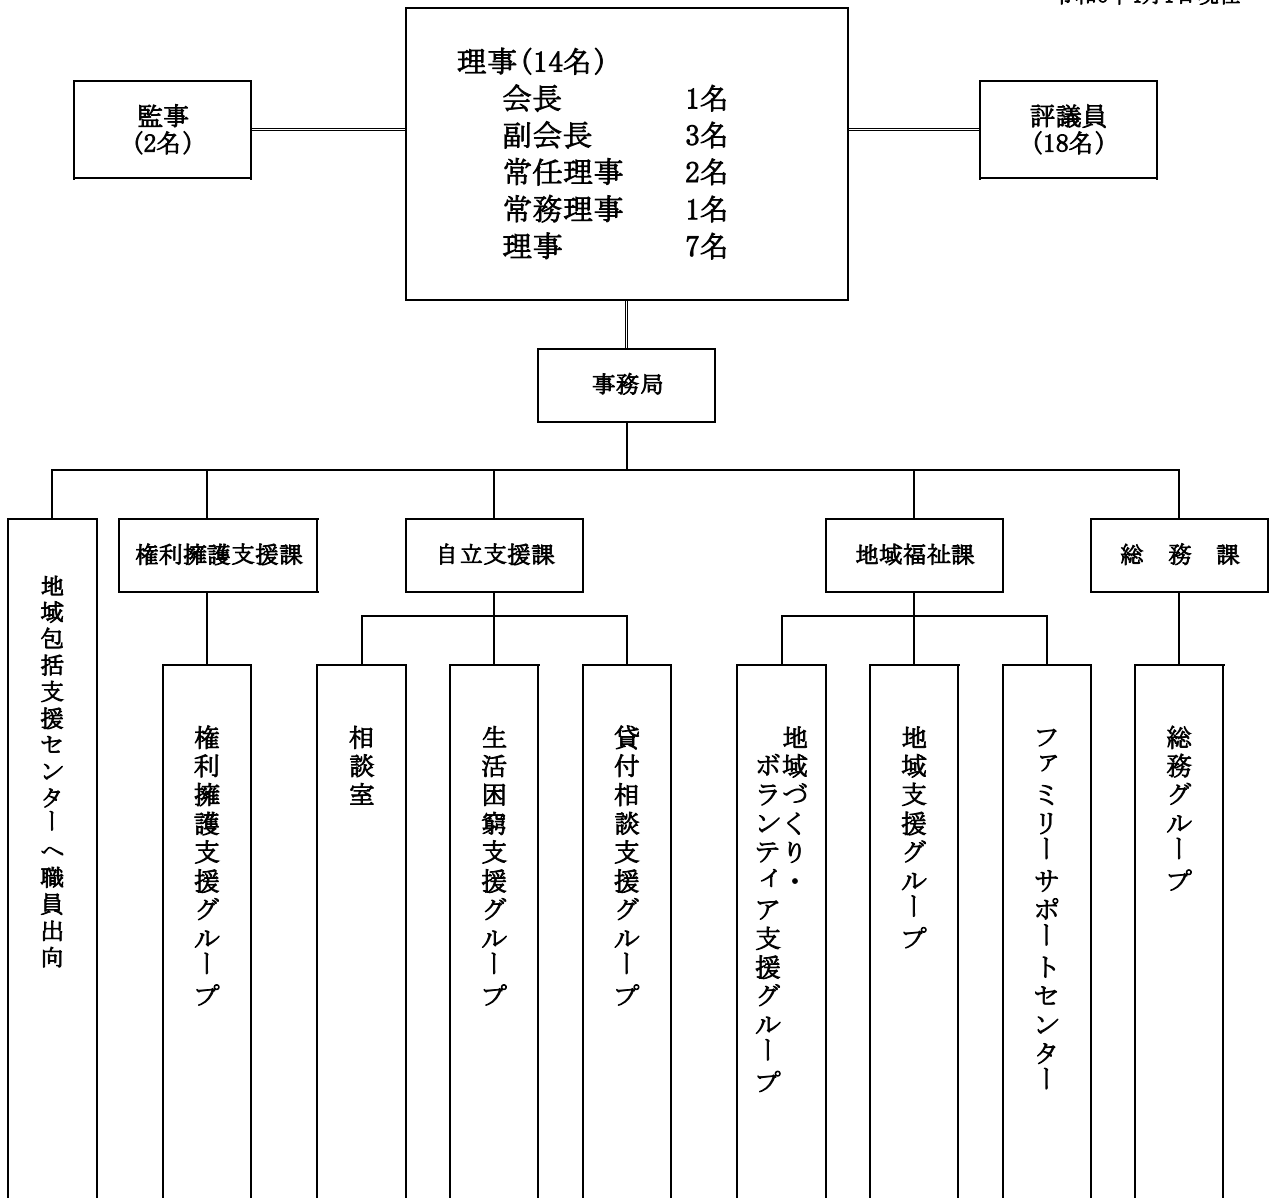 理事(14名)
会長 1名
副会長 3名
常任理事 2名
常務理事 1名
理事 7名
監事
(2名)
評議員
(18名)
事務局
総 務 課
地域福祉課
自立支援課
権利擁護支援課
総務グループ
ファミリーサポートセンター
地域支援グループ
地域づくり・
ボランティア支援グループ
貸付相談支援グループ
生活困窮支援グループ
相談室
権利擁護支援グループ
地域包括支援センターへ職員出向